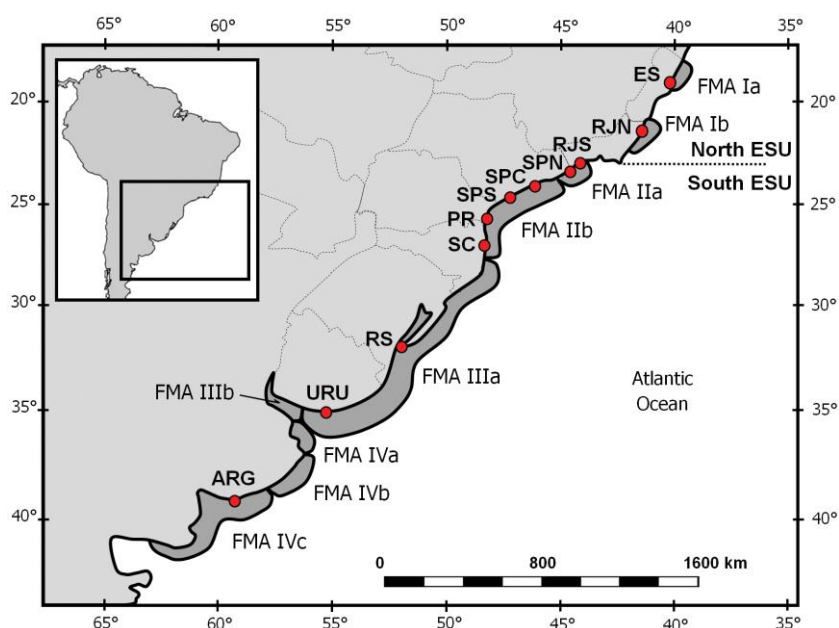 65° 60° 55° 50° 45° 40° 35°
ES
FMA Ia
20° 20°
RJN
FMA Ib
RJS
North ESU
SPN
South ESU
SPC
FMA IIa
SPS
25° 25°
PR
FMA IIb
SC
30° 30°
RS
FMA IIIa
Atlantic
Ocean
FMA IIIb
URU
35° 35°
FMA IVa
ARG
FMA IVb
40° 40°
FMA IVc
0 800 1600 km
65° 60° 55° 50° 45° 40° 35°